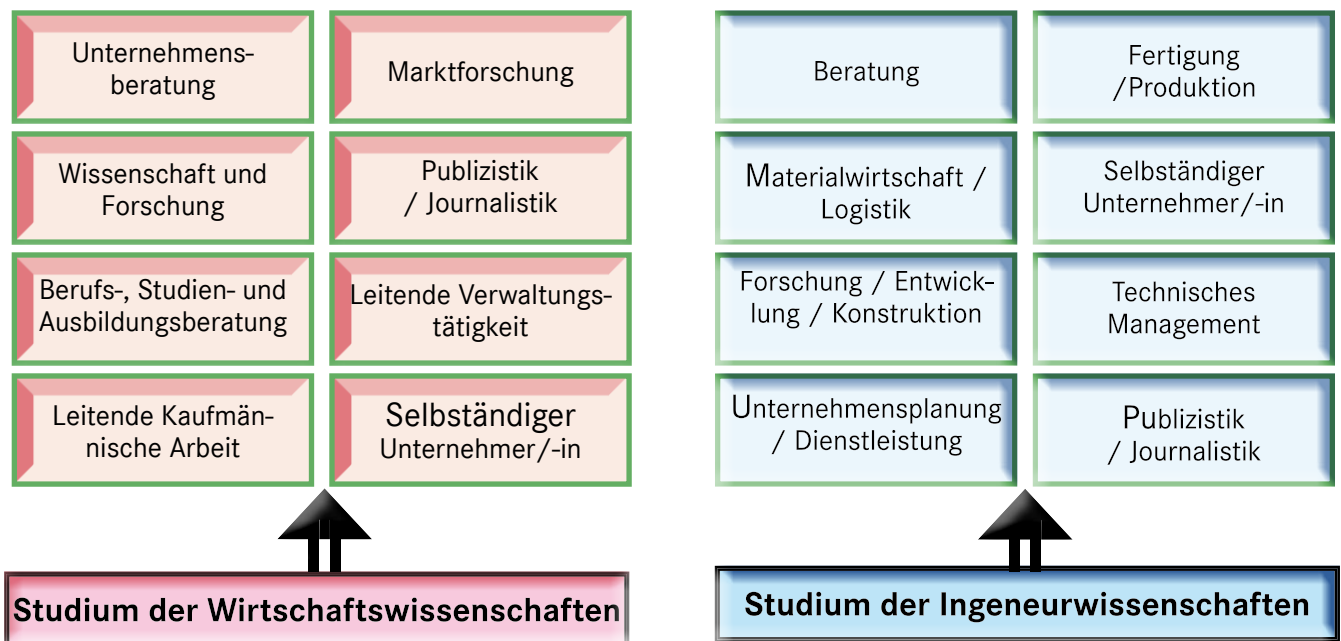 Unternehmens-
beratung
Marktforschung
Wissenschaft und
Forschung
Publizistik
/ Journalistik
Berufs-, Studien- und
Ausbildungsberatung
Leitende Verwaltungs-
tätigkeit
Leitende Kaufmän-
nische Arbeit
Selbständiger
Unternehmer/-in
Studium der Wirtschaftswissenschaften
Beratung
Fertigung
/Produktion
Materialwirtschaft /
Logistik
Selbständiger
Unternehmer/-in
Forschung / Entwick-
lung / Konstruktion
Technisches
Management
Unternehmensplanung
/ Dienstleistung
Publizistik
/ Journalistik
Studium der Ingeneurwissenschaften